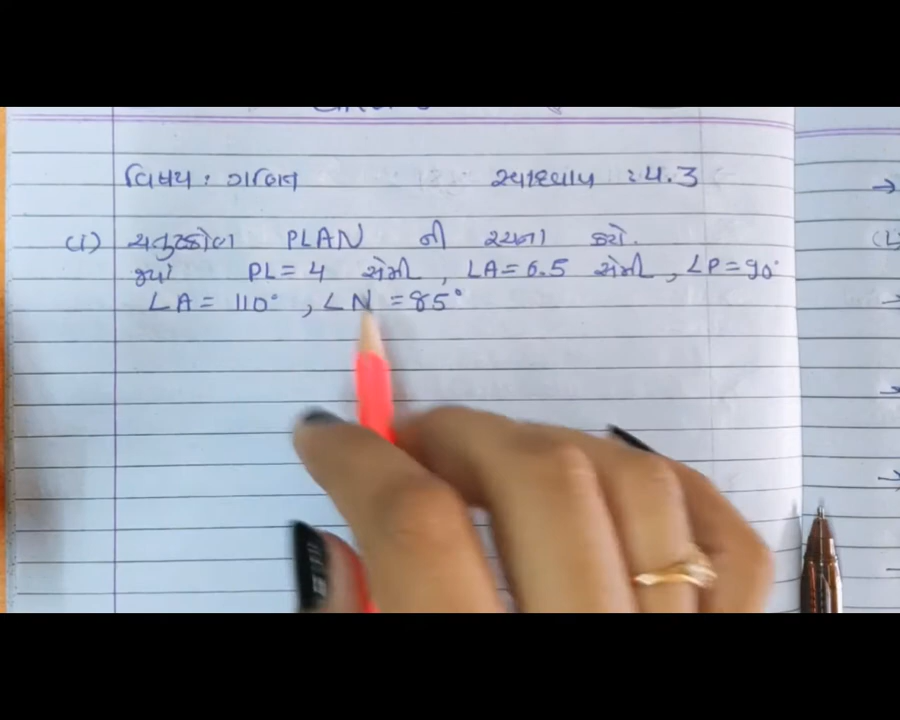 વિષય : ગણિત સ્વાધ્યાય : 4.3
(i) ચતુષ્કોણ PLAN ની રચના કરો.
જ્યાં PL = 4 સેમી , LA = 6.5 સેમી , ∠P = 90°
∠A = 110° , ∠N = 85°